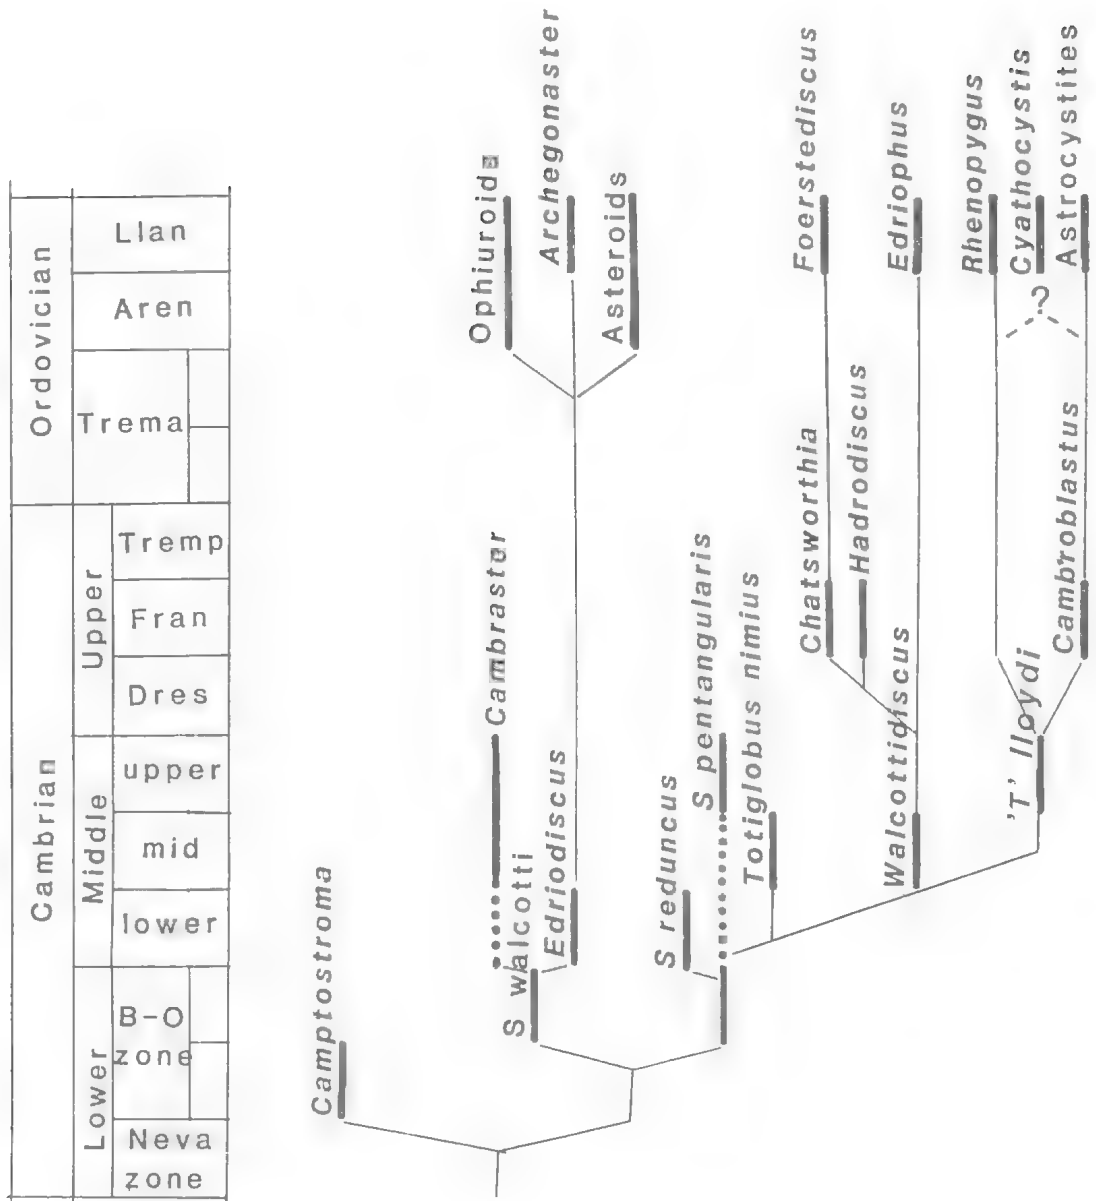 Ordovician
Llan
Aren
Trema
Cambrian
Upper
Tremp
Fran
Dres
Middle
upper
mid
lower
Lower
B-O
zone
Neva
zone
Camptostroma
Ophiuroids
Archegonaster
Asteroids
Cambraster
S walcotti
Edriodiscus
S reduncus
S pentangularis
Totiglobus nimius
Foerstediscus
Edriophus
Chatsworthia
Hadrodiscus
Walcottidiscus
Rhenopygus
Cyathocystis
Astrocystites
?
Cambroblastus
'T' lloydi